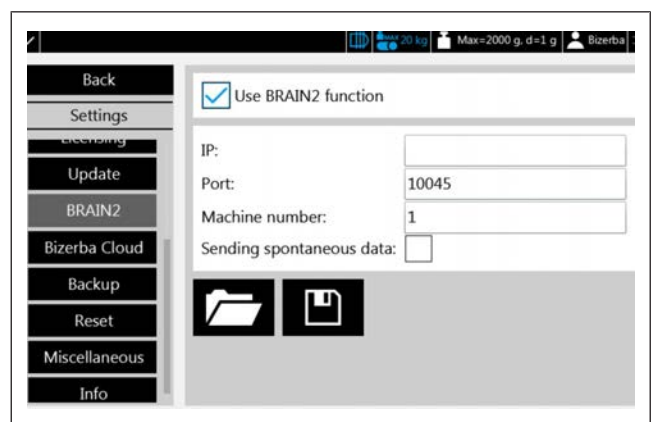 20 kg Max=2000 g, d=1 g Bizerba
Back
Settings
Licensing
Update
BRAIN2
Bizerba Cloud
Backup
Reset
Miscellaneous
Info
Use BRAIN2 function
IP:
Port: 10045
Machine number: 1
Sending spontaneous data: